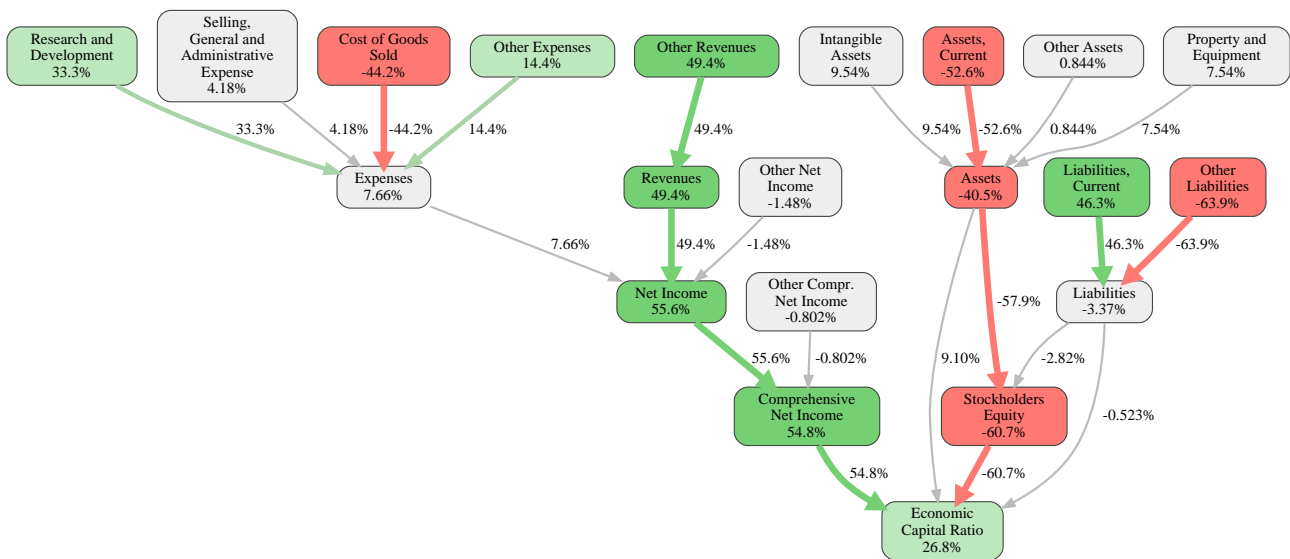 Research and
Development
33.3%
Selling,
General and
Administrative
Expense
4.18%
Cost of Goods
Sold
-44.2%
Other Expenses
14.4%
Other Revenues
49.4%
Intangible
Assets
9.54%
Assets,
Current
-52.6%
Other Assets
0.844%
Property and
Equipment
7.54%
33.3%
4.18%
-44.2%
14.4%
49.4%
9.54%
-52.6%
0.844%
7.54%
Expenses
7.66%
Revenues
49.4%
Other Net
Income
-1.48%
Assets
-40.5%
Liabilities,
Current
46.3%
Other
Liabilities
-63.9%
7.66%
49.4%
-1.48%
46.3%
-63.9%
Net Income
55.6%
Other Compr.
Net Income
-0.802%
-57.9%
Liabilities
-3.37%
55.6%
-0.802%
9.10%
-2.82%
Comprehensive
Net Income
54.8%
Stockholders
Equity
-60.7%
-0.523%
54.8%
-60.7%
Economic
Capital Ratio
26.8%